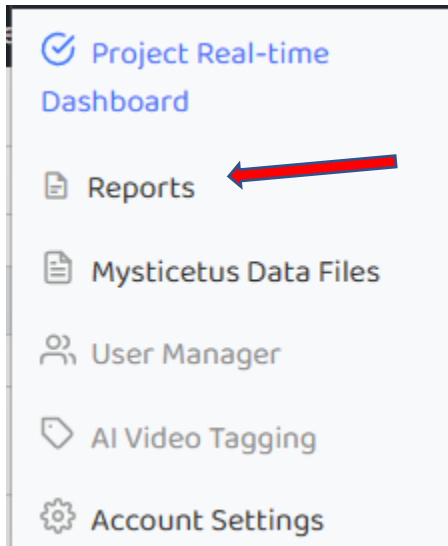 Project Real-time
Dashboard
Reports
Mysticetus Data Files
User Manager
AI Video Tagging
Account Settings